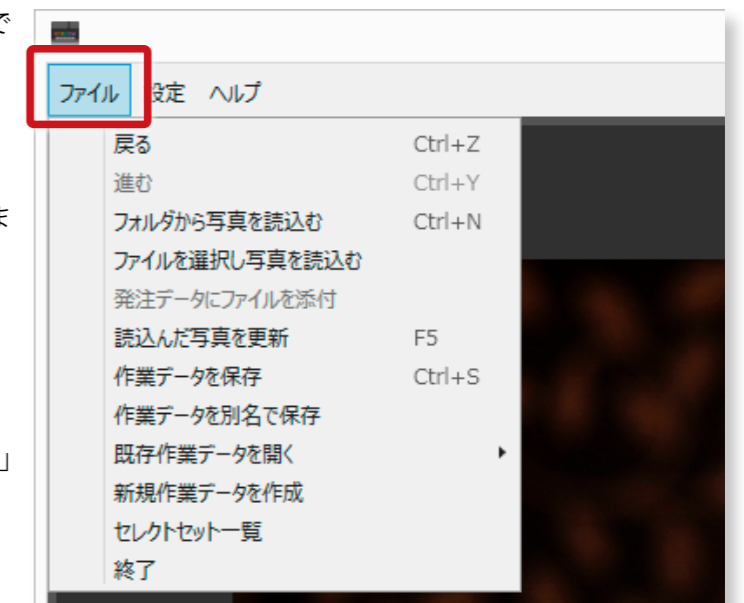 で
ファイル 設定 ヘルプ
戻る Ctrl+Z
進む Ctrl+Y
フォルダから写真を読込む Ctrl+N
ま
ファイルを選択し写真を読込む
発注データにファイルを添付
読込んだ写真を更新 F5
作業データを保存 Ctrl+S
作業データを別名で保存
既存作業データを開く
」
新規作業データを作成
セレクトセット一覧
終了